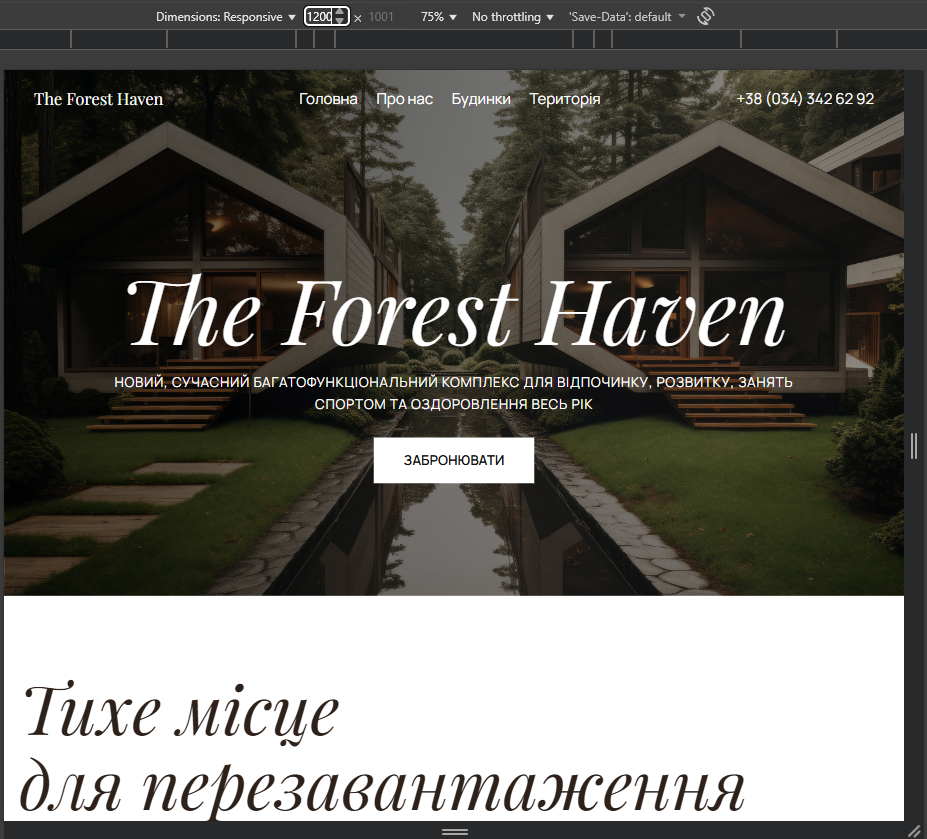 Dimensions: Responsive 1200 × 1001 75% No throttling 'Save-Data': default
The Forest Haven Головна Про нас Будинки Територія +38 (034) 342 62 92
The Forest Haven
НОВИЙ, СУЧАСНИЙ БАГАТОФУНКЦІОНАЛЬНИЙ КОМПЛЕКС ДЛЯ ВІДПОЧИНКУ, РОЗВИТКУ, ЗАНЯТЬ
СПОРТОМ ТА ОЗДОРОВЛЕННЯ ВЕСЬ РІК
ЗАБРОНЮВАТИ
Тихе місце
для перезавантаження